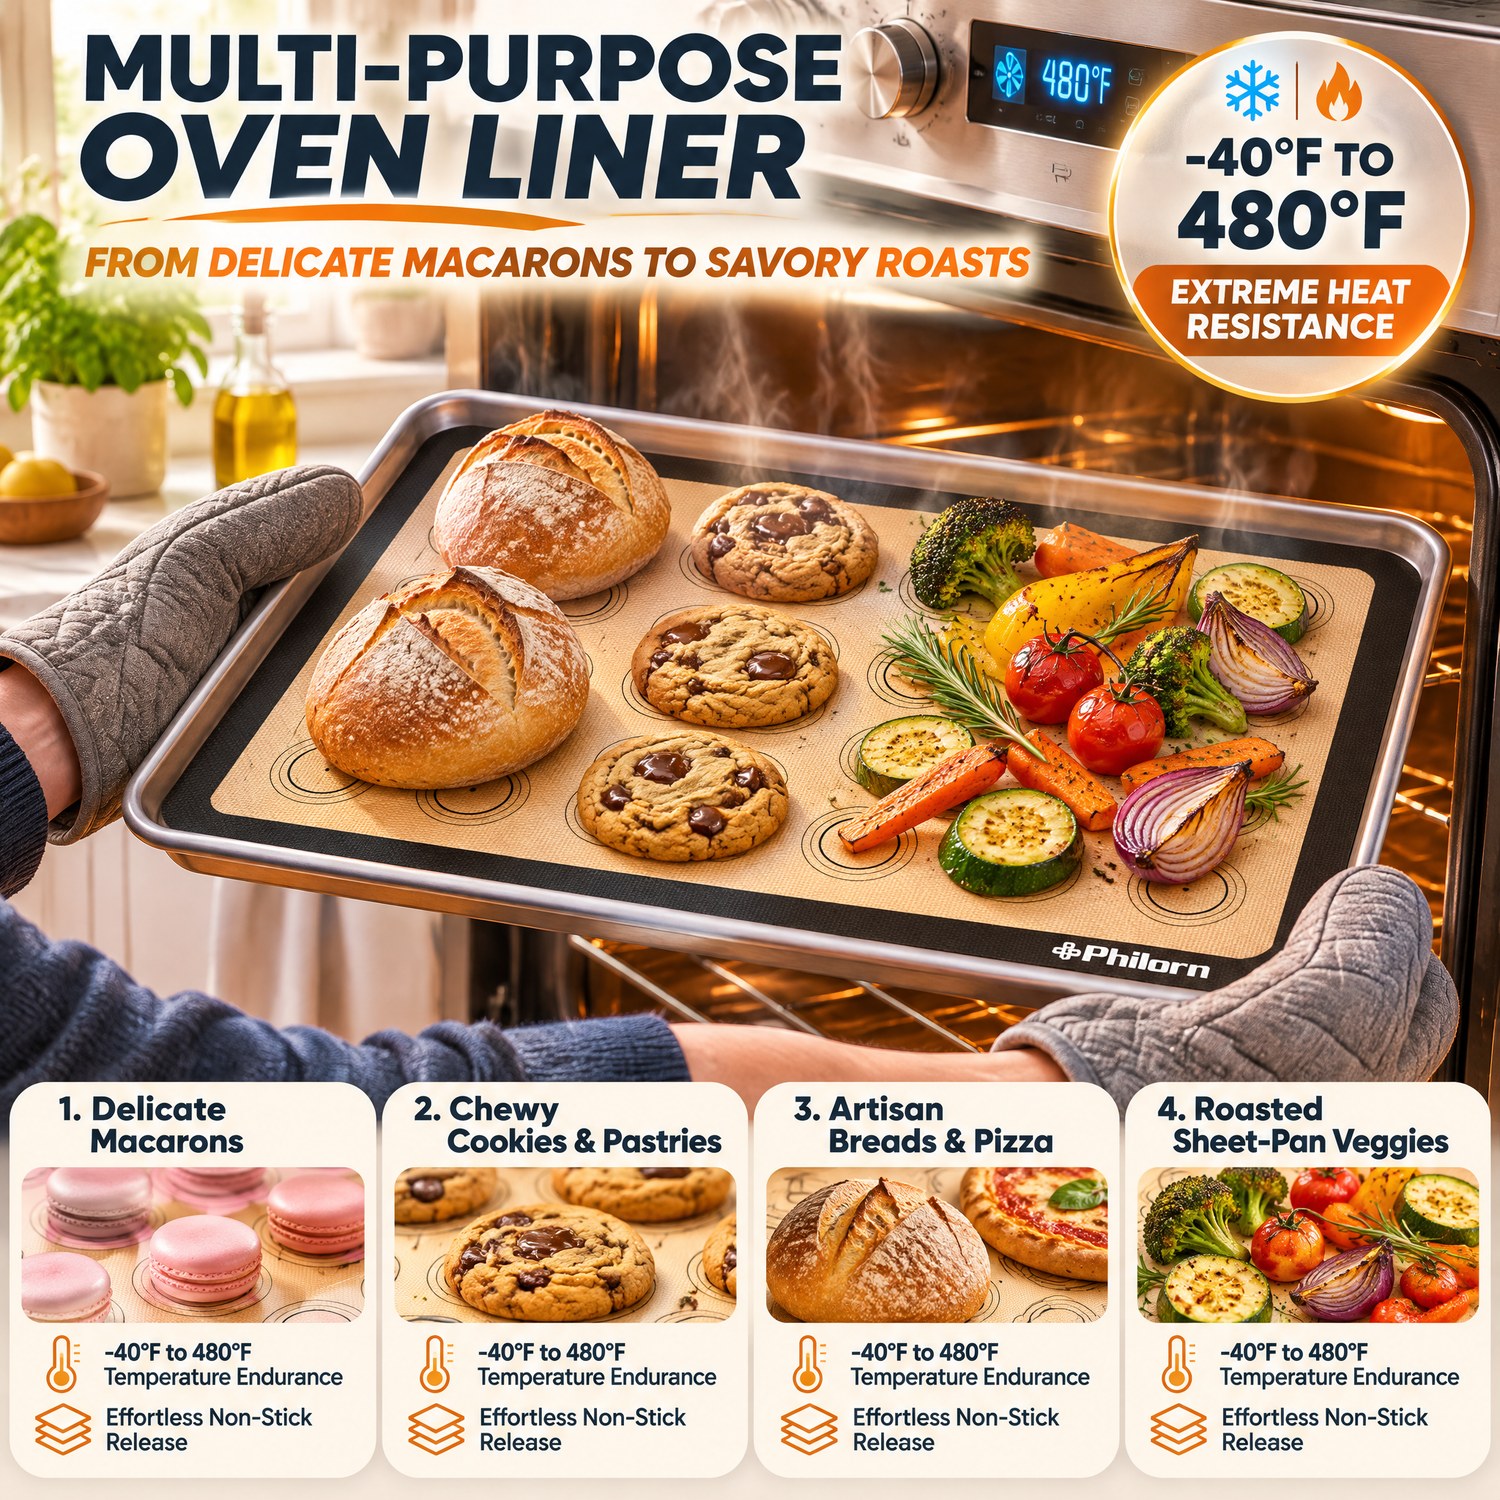 MULTI-PURPOSE
OVEN LINER
FROM DELICATE MACARONS TO SAVORY ROASTS
480°F
-40°F TO
480°F
EXTREME HEAT
RESISTANCE
Philorn
1. Delicate
Macarons
-40°F to 480°F
Temperature Endurance
Effortless Non-Stick
Release
2. Chewy
Cookies & Pastries
-40°F to 480°F
Temperature Endurance
Effortless Non-Stick
Release
3. Artisan
Breads & Pizza
-40°F to 480°F
Temperature Endurance
Effortless Non-Stick
Release
4. Roasted
Sheet-Pan Veggies
-40°F to 480°F
Temperature Endurance
Effortless Non-Stick
Release